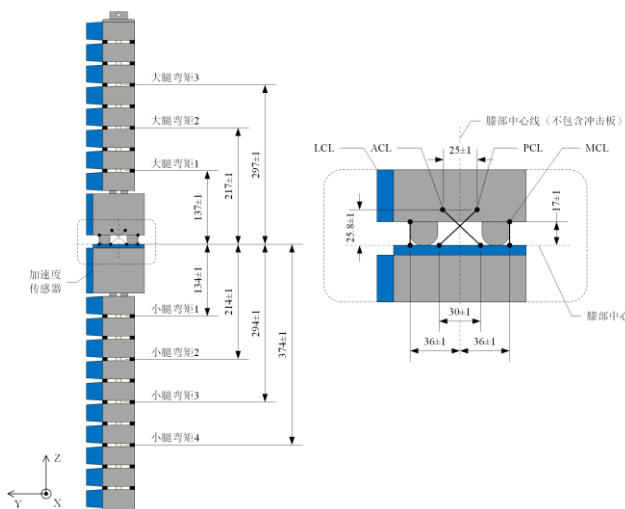 大腿弯矩3
大腿弯矩2
大腿弯矩1
297±1
217±1
137±1
加速度
传感器
134±1
214±1
294±1
374±1
小腿弯矩1
小腿弯矩2
小腿弯矩3
小腿弯矩4
Z
Y
X
膝部中心线（不包含冲击板）
LCL
ACL
25±1
PCL
MCL
25.8±1
17±1
膝部中心
30±1
36±1
36±1